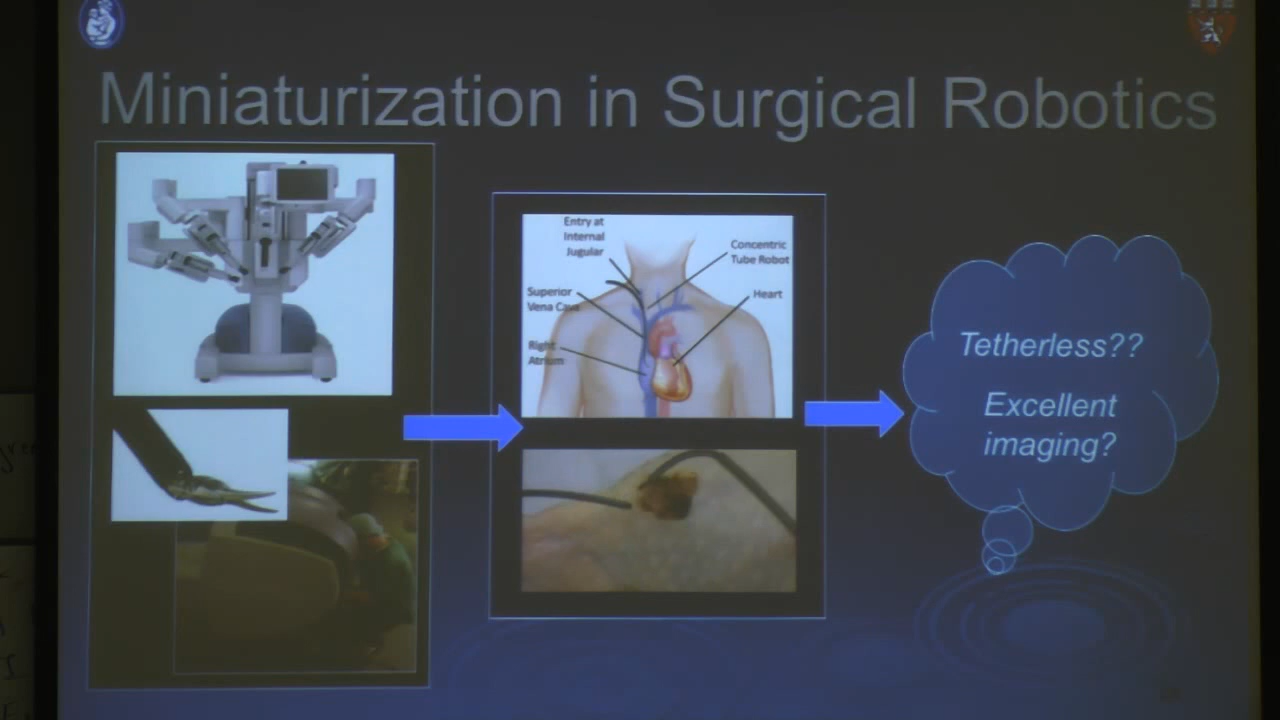 Miniaturization in Surgical Robotics
Entry at
Internal
Jugular
Concentric
Tube Robot
Superior
Vena Cava
Heart
Right
Atrium
Tetherless??
Excellent
imaging?